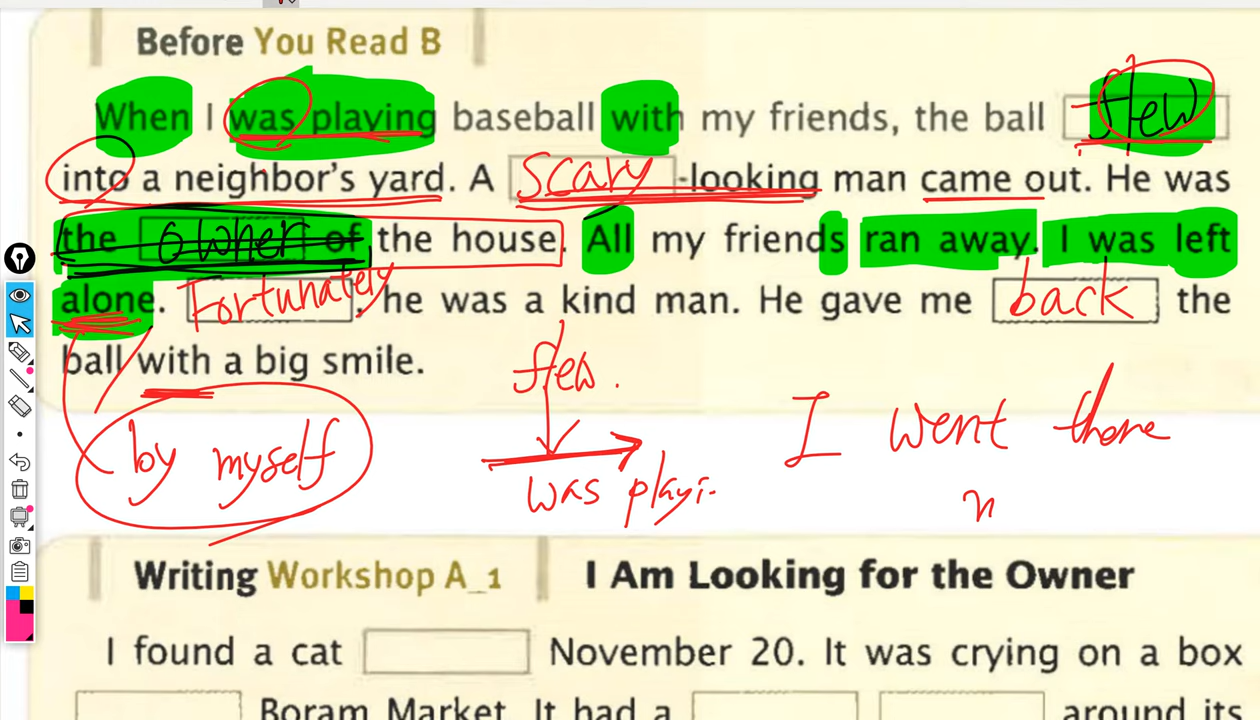 Before You Read B
When I was playing baseball with my friends, the ball flew
into a neighbor's yard. A scary -looking man came out. He was
the owner of the house. All my friends ran away. I was left
alone. Fortunately, he was a kind man. He gave me back the
ball with a big smile.
flew.
I went there
by myself
was playi-
Writing Workshop A_1 I Am Looking for the Owner
I found a cat November 20. It was crying on a box
Boram Market. It had a around its